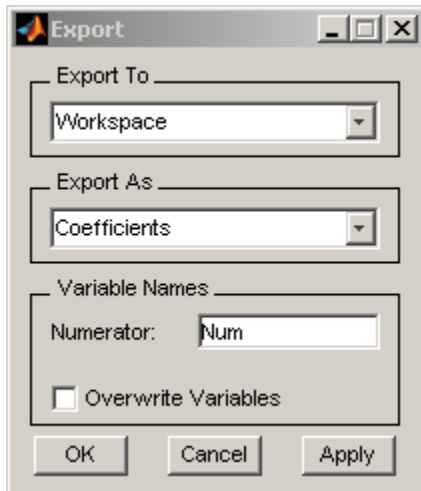 Export
Export To
Workspace
Export As
Coefficients
Variable Names
Numerator: Num
Overwrite Variables
OK Cancel Apply